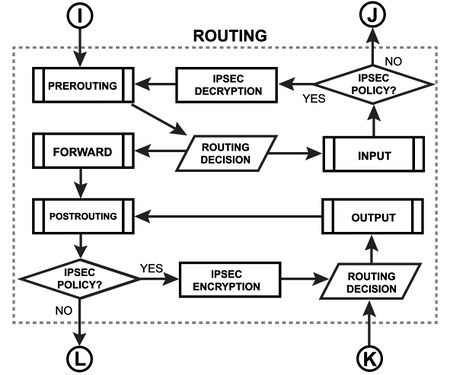 I
J
ROUTING
NO
PREROUTING
IPSEC
DECRYPTION
YES
IPSEC
POLICY?
FORWARD
ROUTING
DECISION
INPUT
POSTROUTING
OUTPUT
IPSEC
POLICY?
YES
IPSEC
ENCRYPTION
ROUTING
DECISION
NO
L
K